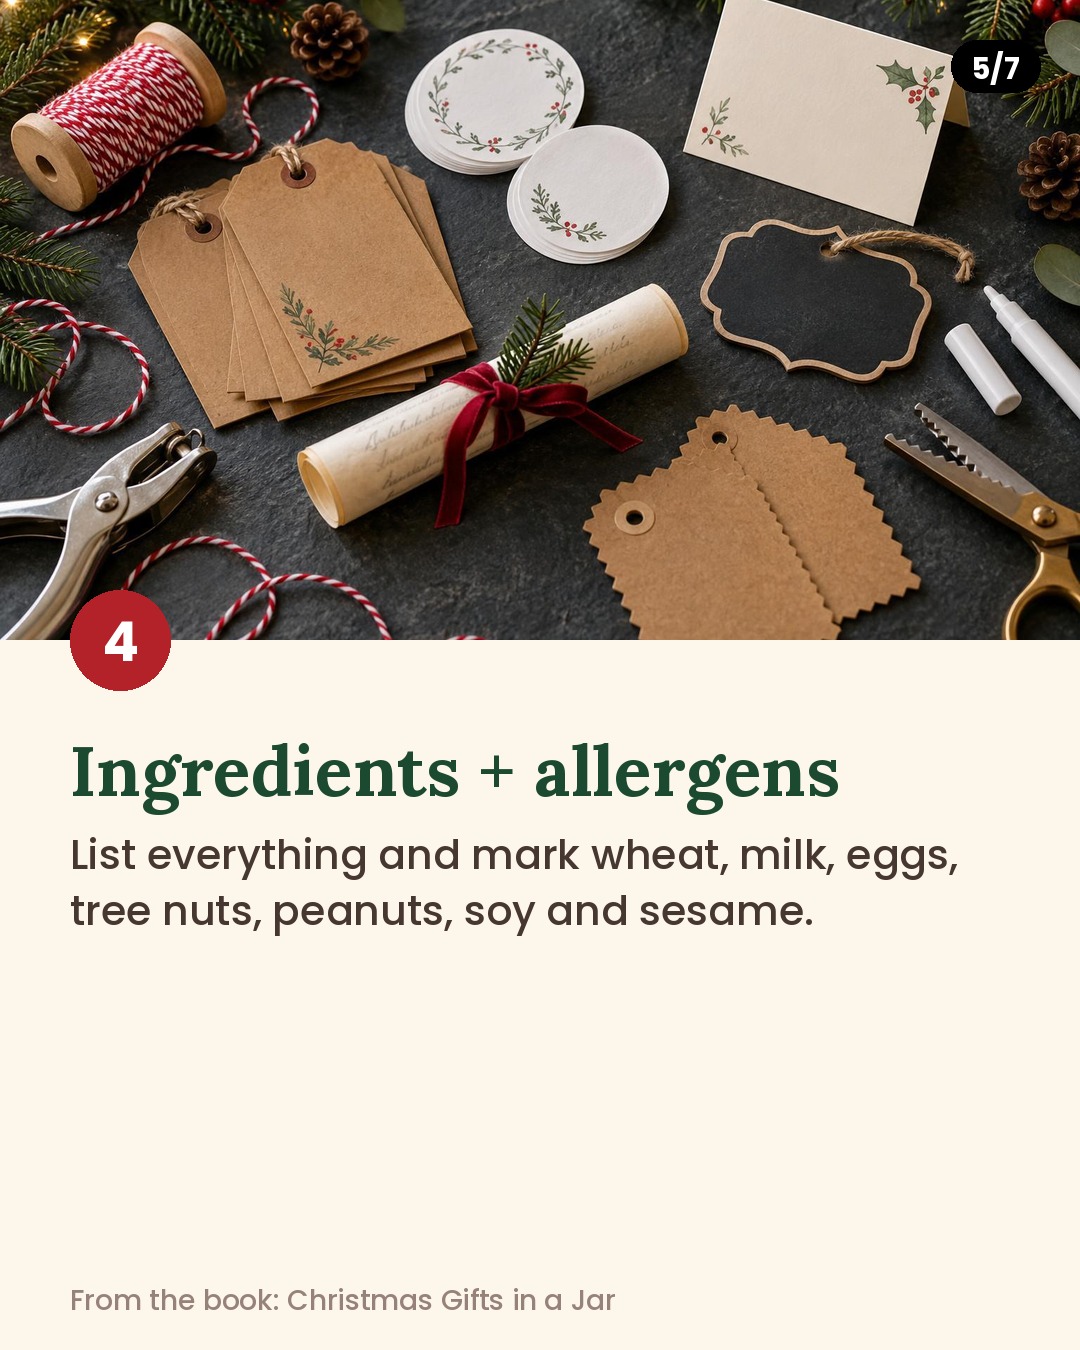 5/7
4
Ingredients + allergens
List everything and mark wheat, milk, eggs,
tree nuts, peanuts, soy and sesame.
From the book: Christmas Gifts in a Jar